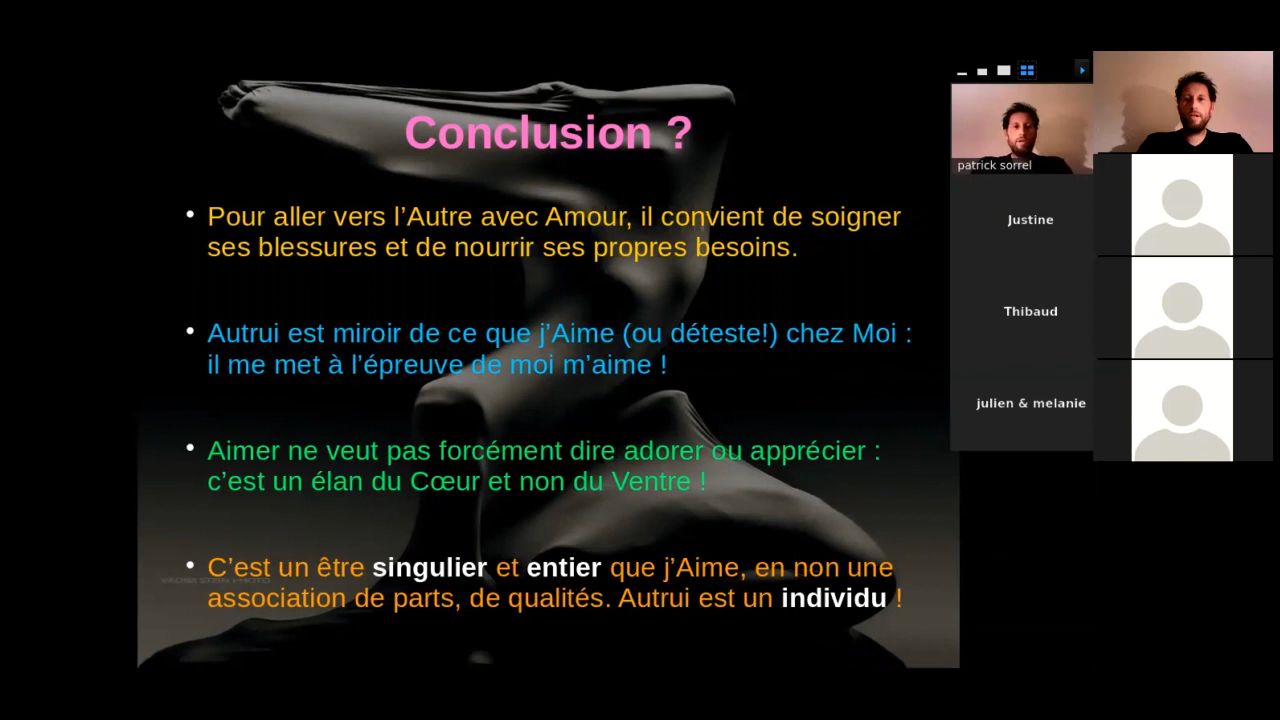 Conclusion ?
• Pour aller vers l’Autre avec Amour, il convient de soigner
ses blessures et de nourrir ses propres besoins.
• Autrui est miroir de ce que j’Aime (ou déteste!) chez Moi :
il me met à l’épreuve de moi m’aime !
• Aimer ne veut pas forcément dire adorer ou apprécier :
c’est un élan du Cœur et non du Ventre !
• C’est un être singulier et entier que j’Aime, en non une
association de parts, de qualités. Autrui est un individu !
VADIM STEIN PHOTO
patrick sorrel
Justine
Thibaud
julien & melanie